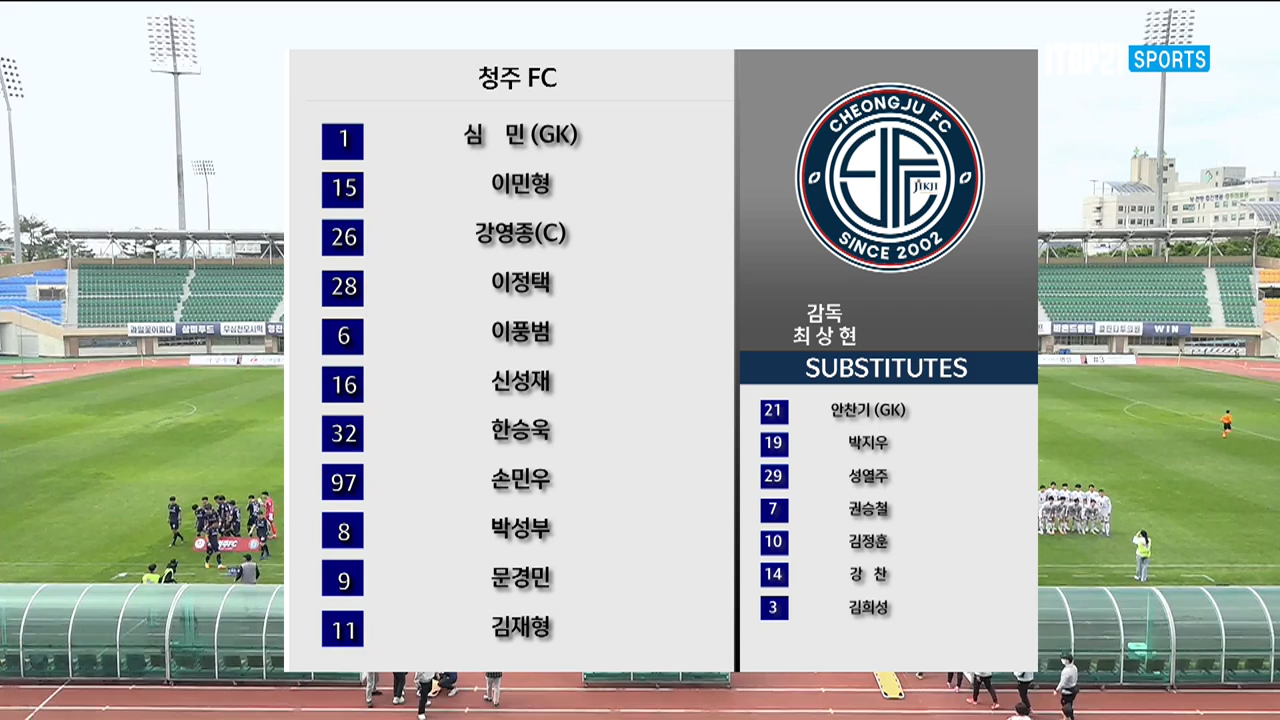 청주 FC
1 심 민 (GK)
15 이민형
26 강영종(C)
28 이정택
6 이풍범
16 신성재
32 한승욱
97 손민우
8 박성부
9 문경민
11 김재형
CHEONGJU FC
JIKJI
SINCE 2002
감독
최 상 현
SUBSTITUTES
21 안찬기 (GK)
19 박지우
29 성열주
7 권승철
10 김정훈
14 강 찬
3 김희성
SPORTS
WIN